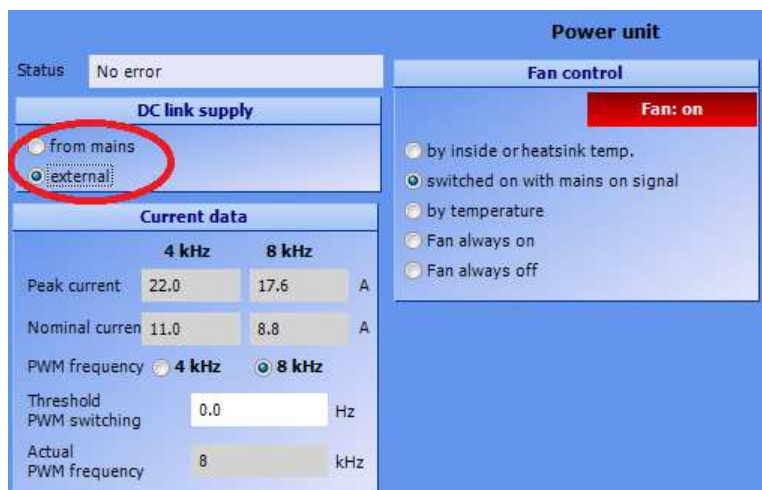 Power unit
Status No error
DC link supply
from mains
external
Current data
4 kHz 8 kHz
Peak current 22.0 17.6 A
Nominal curren 11.0 8.8 A
PWM frequency 4 kHz 8 kHz
Threshold
PWM switching 0.0 Hz
Actual
PWM frequency 8 kHz
Fan control
Fan: on
by inside or heatsink temp.
switched on with mains on signal
by temperature
Fan always on
Fan always off